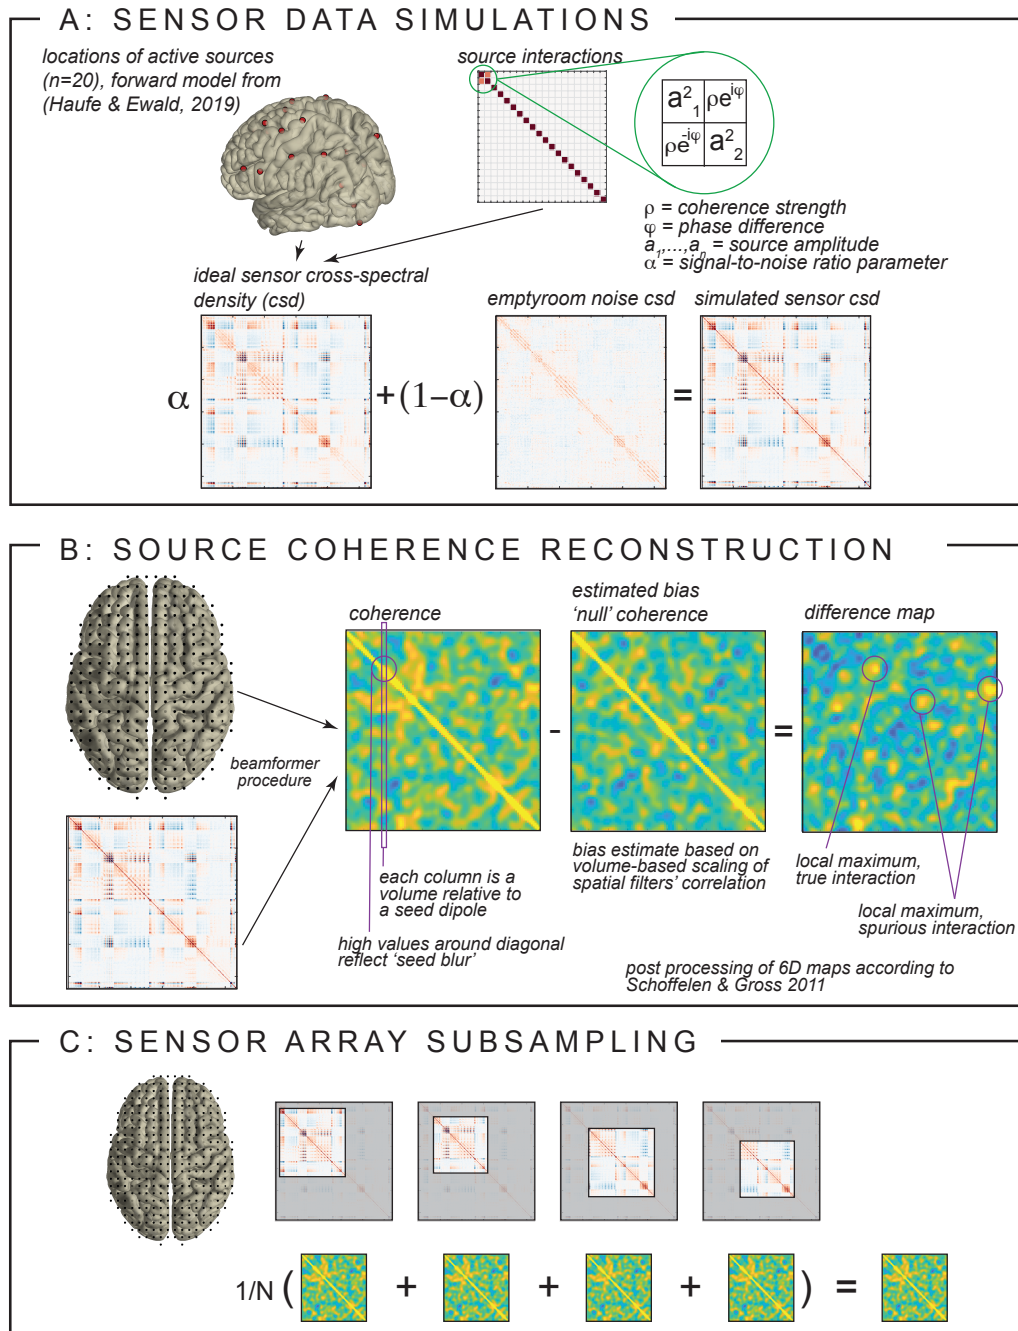 A: SENSOR DATA SIMULATIONS
locations of active sources
(n=20), forward model from
(Haufe & Ewald, 2019)
source interactions
a²₁ ρe^iφ
ρe^-iφ a²₂
ρ = coherence strength
φ = phase difference
a₁,...,aₙ = source amplitude
α = signal-to-noise ratio parameter
ideal sensor cross-spectral
density (csd)
emptyroom noise csd
simulated sensor csd
α +(1−α) =
B: SOURCE COHERENCE RECONSTRUCTION
coherence
estimated bias
'null' coherence
difference map
beamformer
procedure
- =
each column is a
volume relative to
a seed dipole
high values around diagonal
reflect 'seed blur'
bias estimate based on
volume-based scaling of
spatial filters' correlation
local maximum,
true interaction
local maximum,
spurious interaction
post processing of 6D maps according to
Schoffelen & Gross 2011
C: SENSOR ARRAY SUBSAMPLING
1/N ( + + + ) =